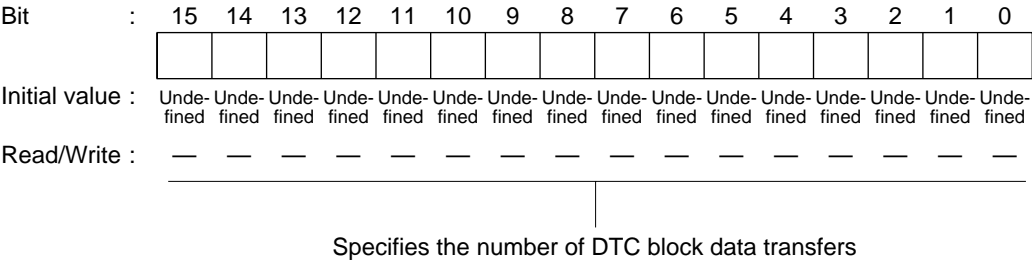 Bit : 15 14 13 12 11 10 9 8 7 6 5 4 3 2 1 0
Initial value : Unde- Unde- Unde- Unde- Unde- Unde- Unde- Unde- Unde- Unde- Unde- Unde- Unde- Unde- Unde- Unde-
fined fined fined fined fined fined fined fined fined fined fined fined fined fined fined fined
Read/Write : — — — — — — — — — — — — — — — —
Specifies the number of DTC block data transfers